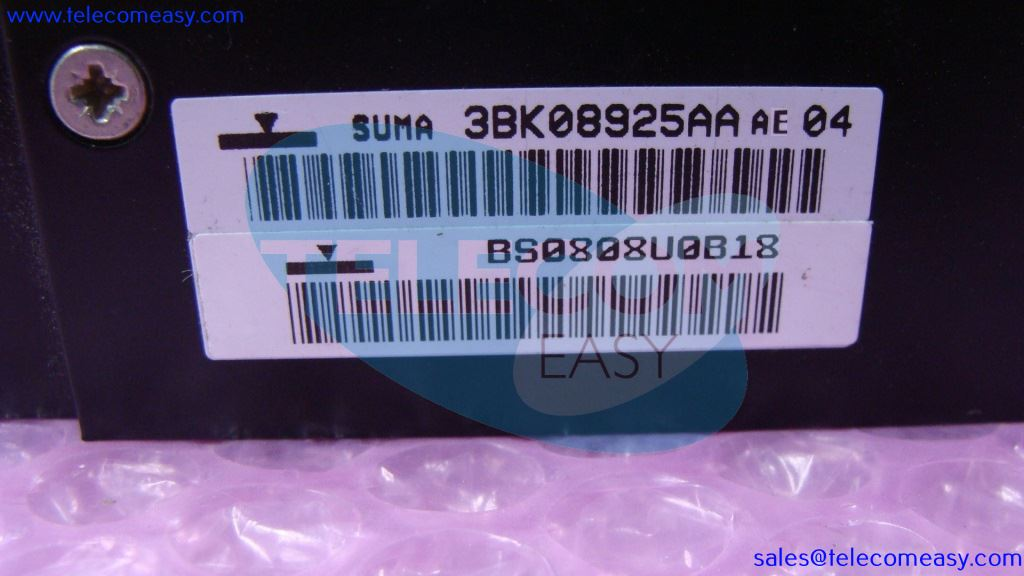 www.telecomeasy.com
SUMA 3BK08925AA AE 04
BS0808U0B18
TELECOM
EASY
sales@telecomeasy.com